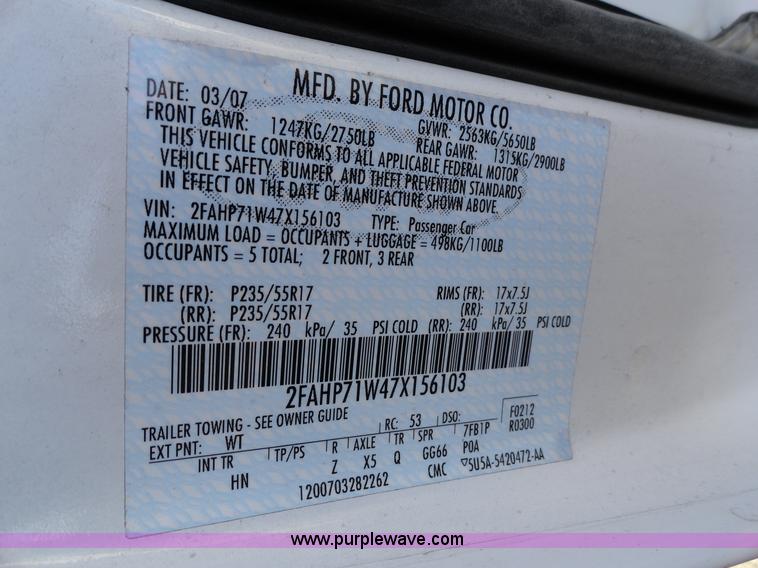 MFD. BY FORD MOTOR CO.
DATE: 03/07 GVWR: 2563KG/5650LB
FRONT GAWR: 1247KG/2750LB REAR GAWR: 1315KG/2900LB
THIS VEHICLE CONFORMS TO ALL APPLICABLE FEDERAL MOTOR
VEHICLE SAFETY, BUMPER, AND THEFT PREVENTION STANDARDS
IN EFFECT ON THE DATE OF MANUFACTURE SHOWN ABOVE.
VIN: 2FAHP71W47X156103 TYPE: Passenger Car
MAXIMUM LOAD = OCCUPANTS + LUGGAGE = 498KG/1100LB
OCCUPANTS = 5 TOTAL; 2 FRONT, 3 REAR
TIRE (FR): P235/55R17 RIMS (FR): 17x7.5J
(RR): P235/55R17 (RR): 17x7.5J
PRESSURE (FR): 240 kPa/ 35 PSI COLD (RR): 240 kPa/ 35 PSI COLD
2FAHP71W47X156103
TRAILER TOWING - SEE OWNER GUIDE F0212
EXT PNT: WT RC: 53 DSO: 7FB1P R0300
INT TR TP/PS R AXLE TR SPR POA
HN Z X5 Q GG66
1200703282262 CMC 5U5A-5420472-AA
www.purplewave.com